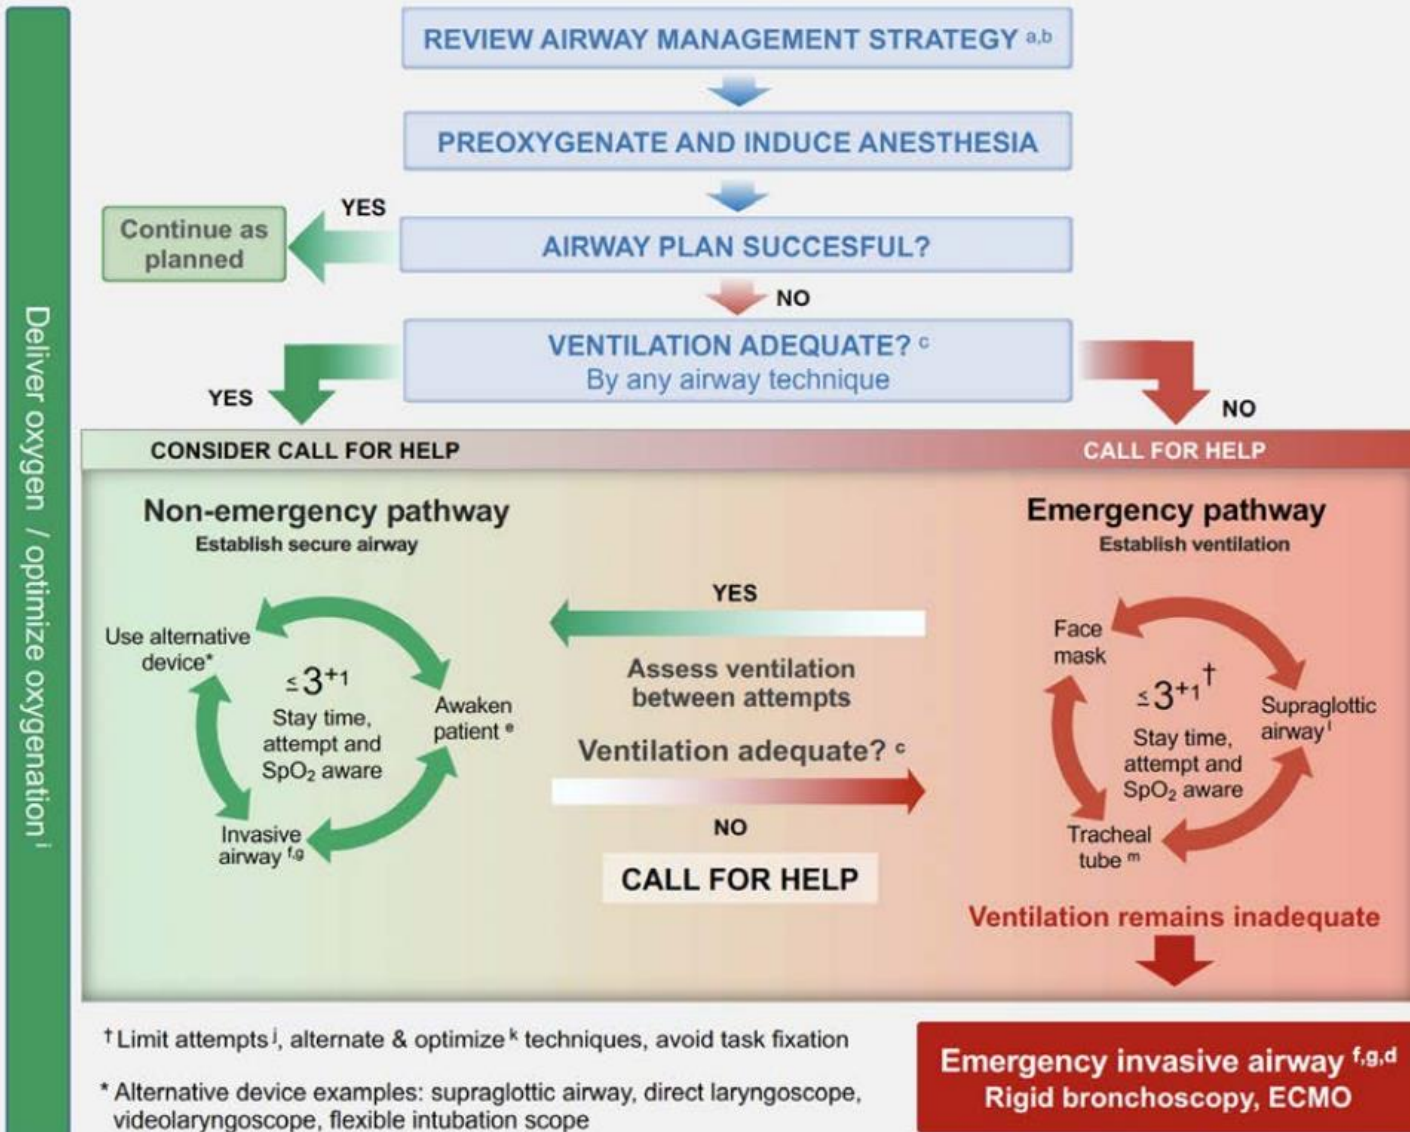 REVIEW AIRWAY MANAGEMENT STRATEGY a,b
PREOXYGENATE AND INDUCE ANESTHESIA
YES
Continue as
planned
AIRWAY PLAN SUCCESFUL?
NO
VENTILATION ADEQUATE? c
By any airway technique
YES
NO
CONSIDER CALL FOR HELP
CALL FOR HELP
Deliver oxygen / optimize oxygenation i
Non-emergency pathway
Establish secure airway
Use alternative
device*
≤3+1
Stay time,
attempt and
SpO2 aware
Awaken
patient e
Invasive
airway f,g
YES
Assess ventilation
between attempts
Ventilation adequate? c
NO
CALL FOR HELP
Emergency pathway
Establish ventilation
Face
mask
≤3+1†
Stay time,
attempt and
SpO2 aware
Supraglottic
airway l
Tracheal
tube m
Ventilation remains inadequate
† Limit attempts j, alternate & optimize k techniques, avoid task fixation
* Alternative device examples: supraglottic airway, direct laryngoscope,
videolaryngoscope, flexible intubation scope
Emergency invasive airway f,g,d
Rigid bronchoscopy, ECMO